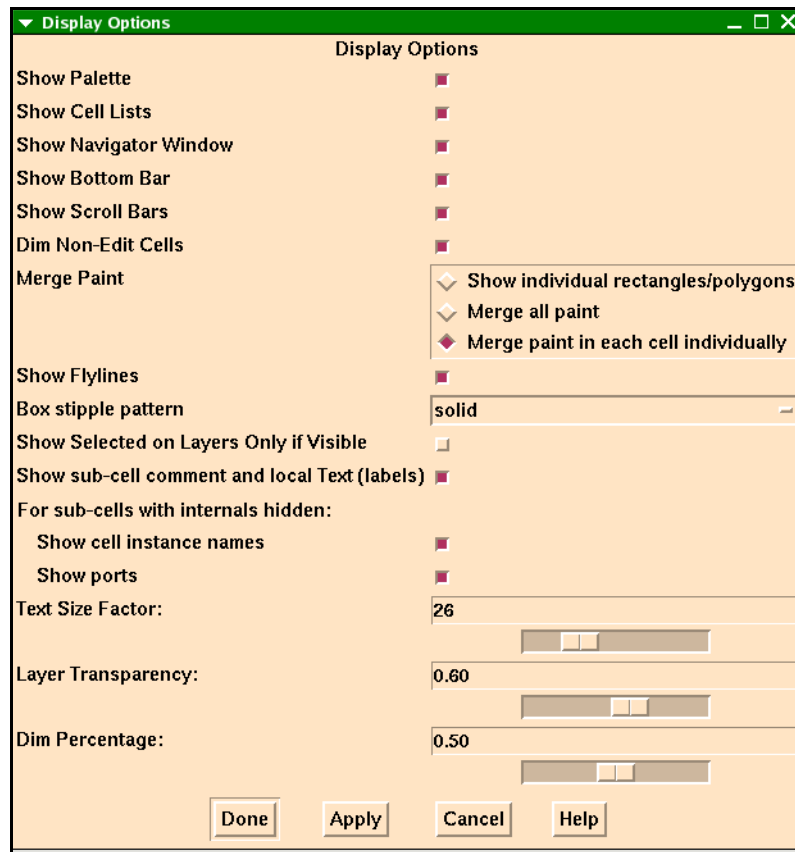 Display Options
Display Options
Show Palette
Show Cell Lists
Show Navigator Window
Show Bottom Bar
Show Scroll Bars
Dim Non-Edit Cells
Merge Paint
Show individual rectangles/polygons
Merge all paint
Merge paint in each cell individually
Show Flylines
Box stipple pattern solid
Show Selected on Layers Only if Visible
Show sub-cell comment and local Text (labels)
For sub-cells with internals hidden:
Show cell instance names
Show ports
Text Size Factor: 26
Layer Transparency: 0.60
Dim Percentage: 0.50
Done Apply Cancel Help